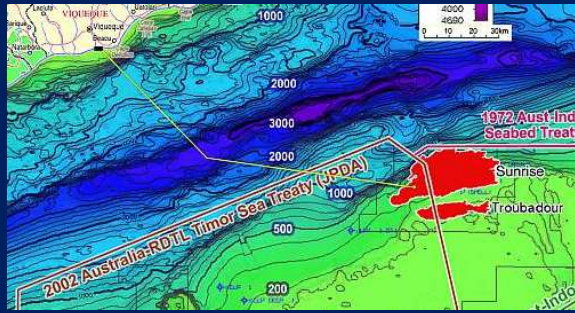 VIQUEQUE
Viqueque
Beacu
1000
4000
4690
0 10 20 30km
2000
3000
2000
1000
1972 Aust-Ind
Seabed Treat
Sunrise
Troubadour
2002 Australia-RDTL Timor Sea Treaty (JPDA)
500
200